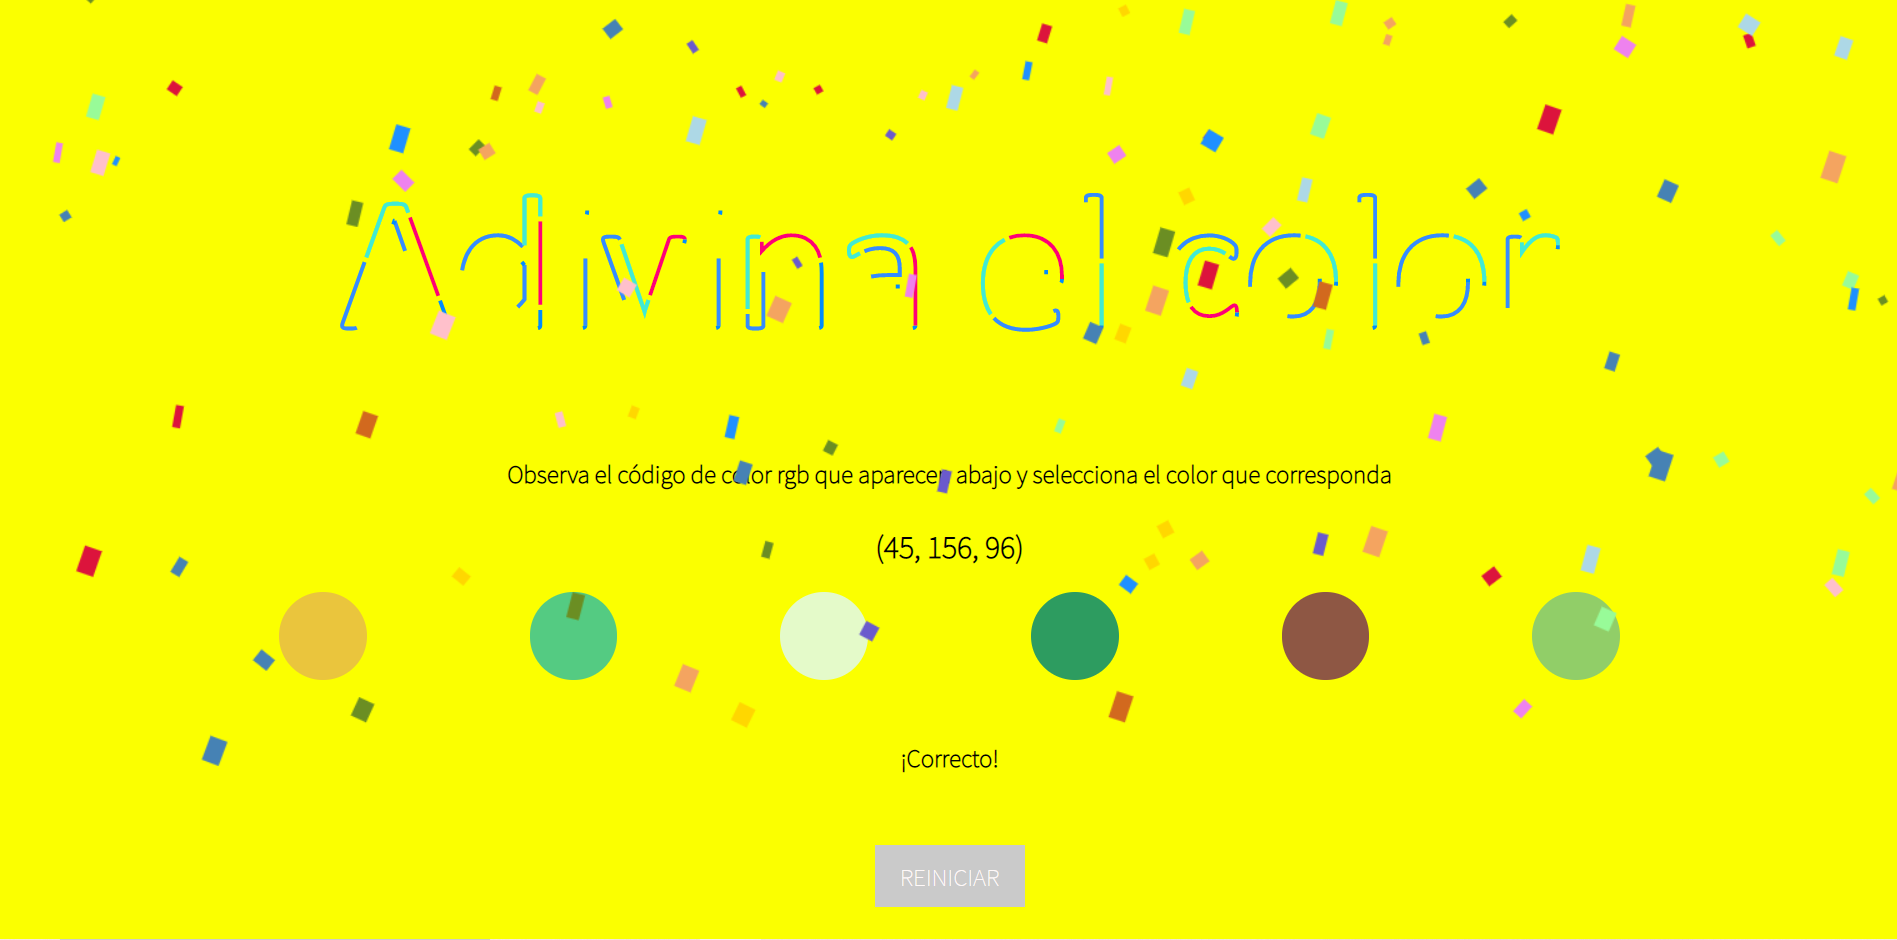 Adivina el color
Observa el código de color rgb que aparecen abajo y selecciona el color que corresponda
(45, 156, 96)
¡Correcto!
REINICIAR